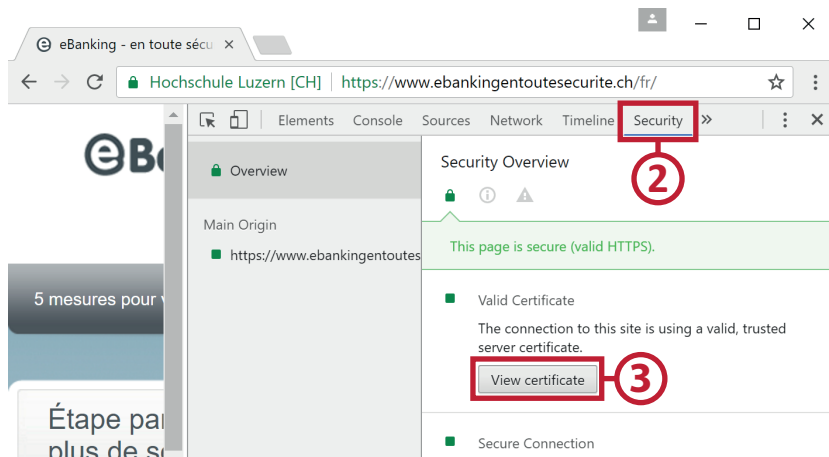 eBanking - en toute sécu
Hochschule Luzern [CH] https://www.ebankingentoutesecurite.ch/fr/
Elements Console Sources Network Timeline Security
2
eB
Overview
Main Origin
https://www.ebankingentoutes
Security Overview
This page is secure (valid HTTPS).
5 mesures pour
Valid Certificate
The connection to this site is using a valid, trusted
server certificate.
View certificate
3
Étape par
plus de s
Secure Connection